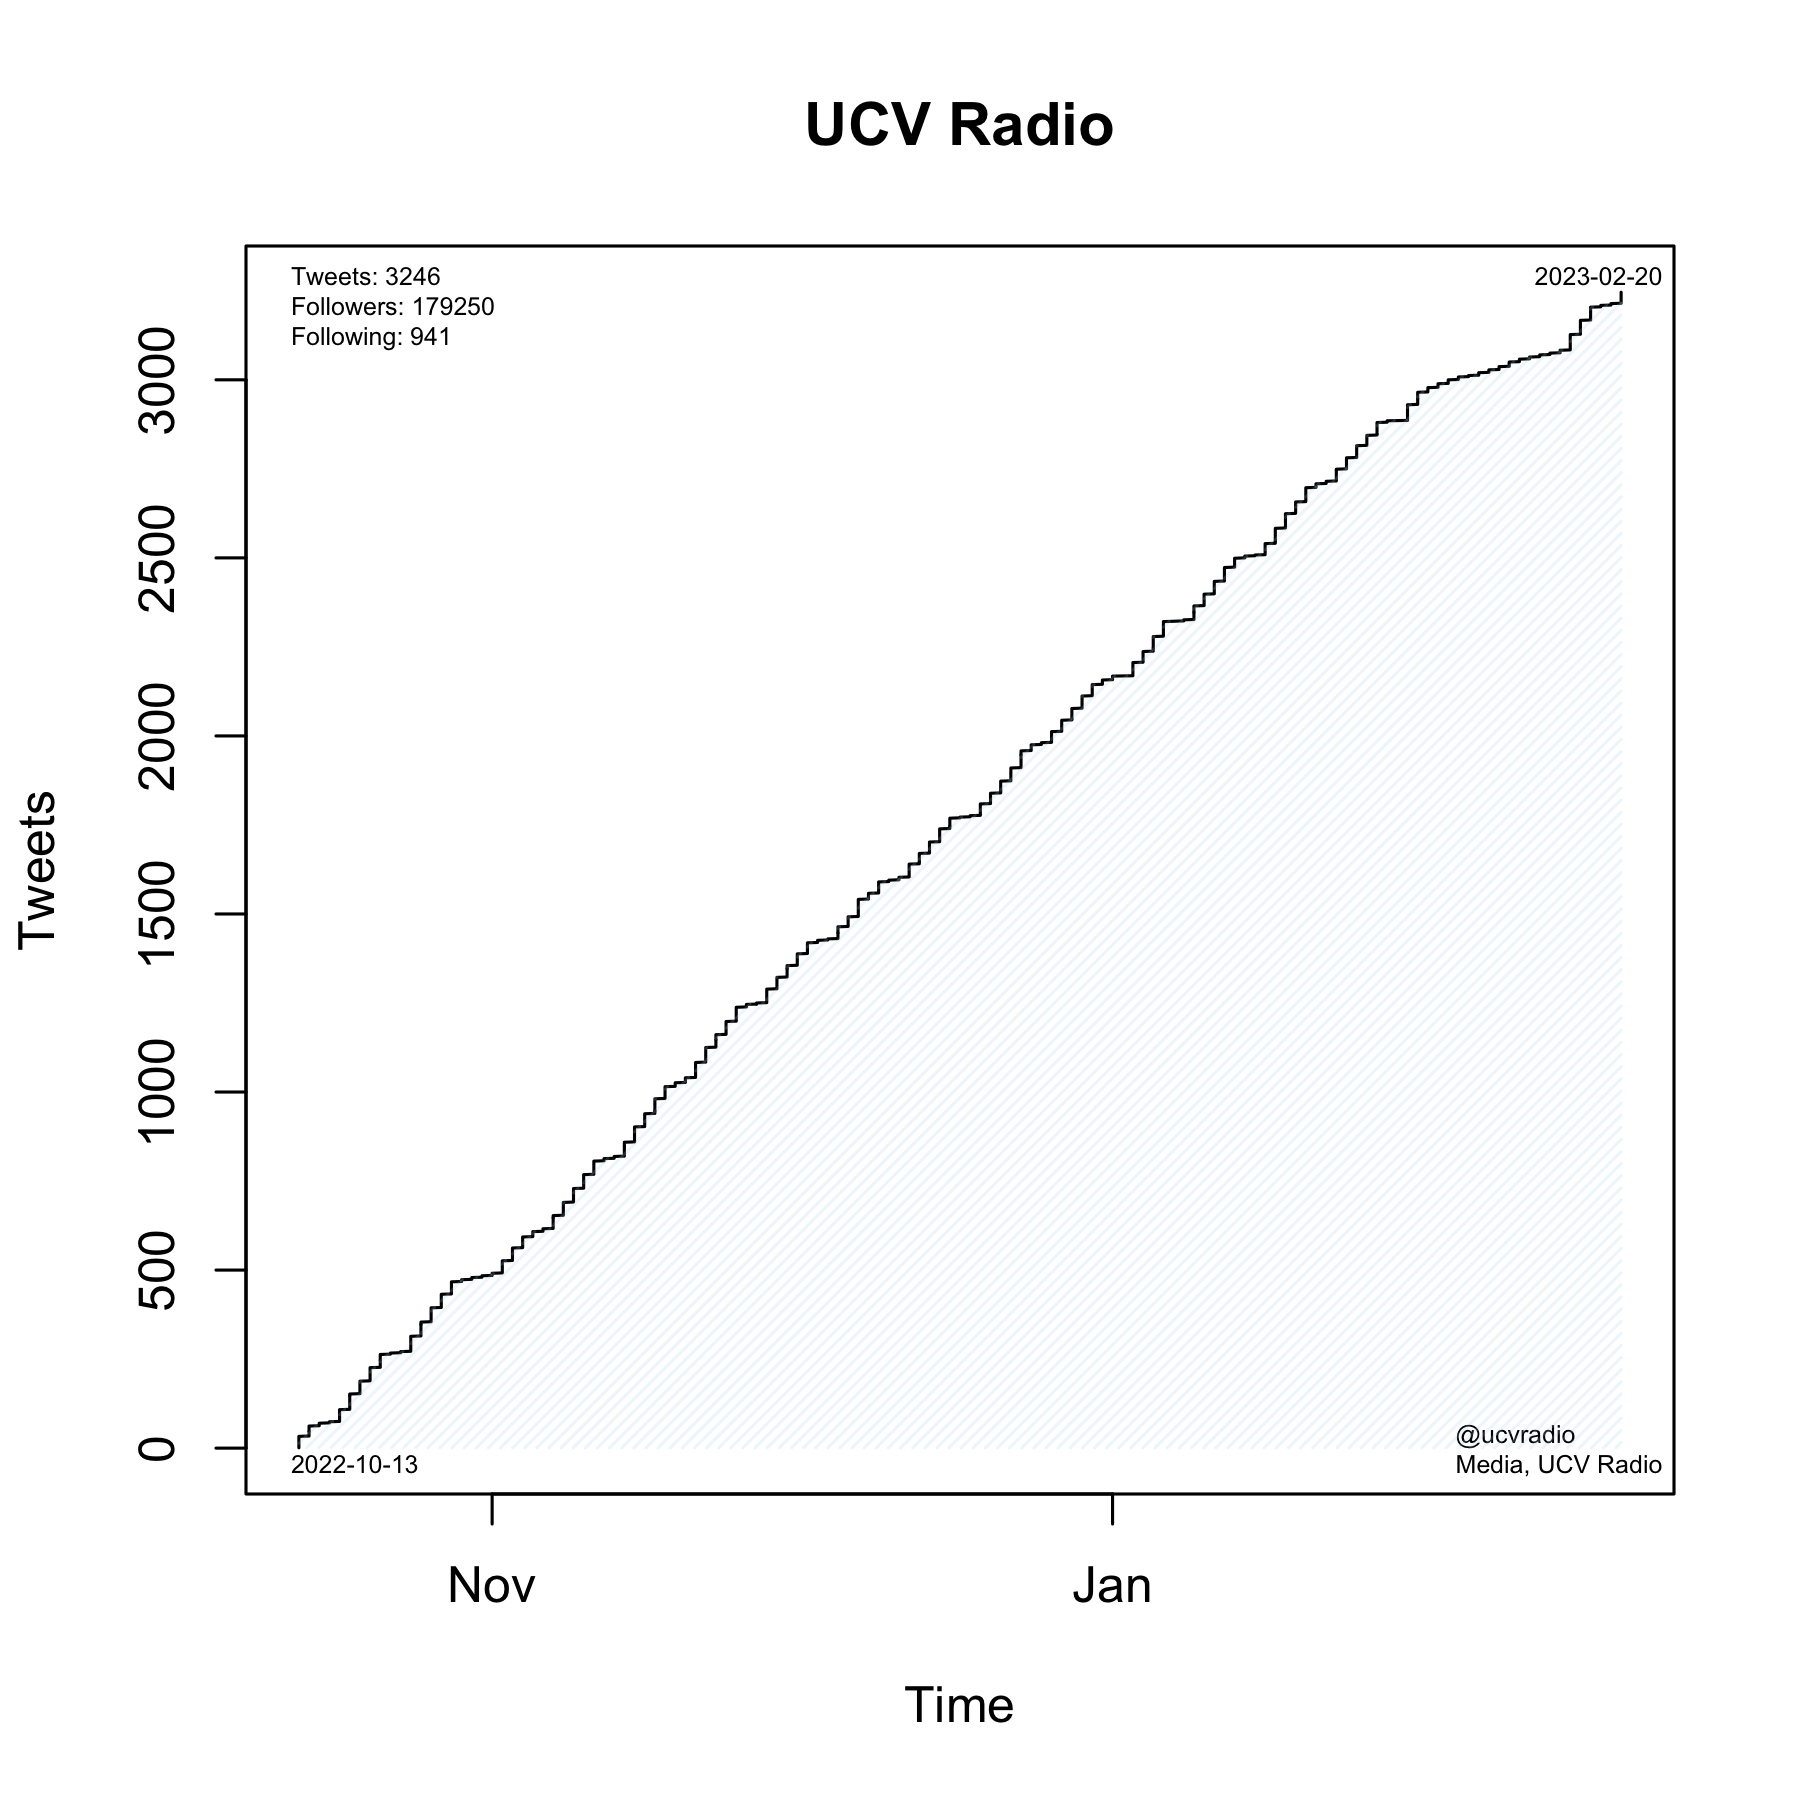 UCV Radio
Tweets: 3246
Followers: 179250
Following: 941
2023-02-20
3000
2500
2000
1500
1000
500
0
Tweets
2022-10-13
@ucvradio
Media, UCV Radio
Nov
Jan
Time